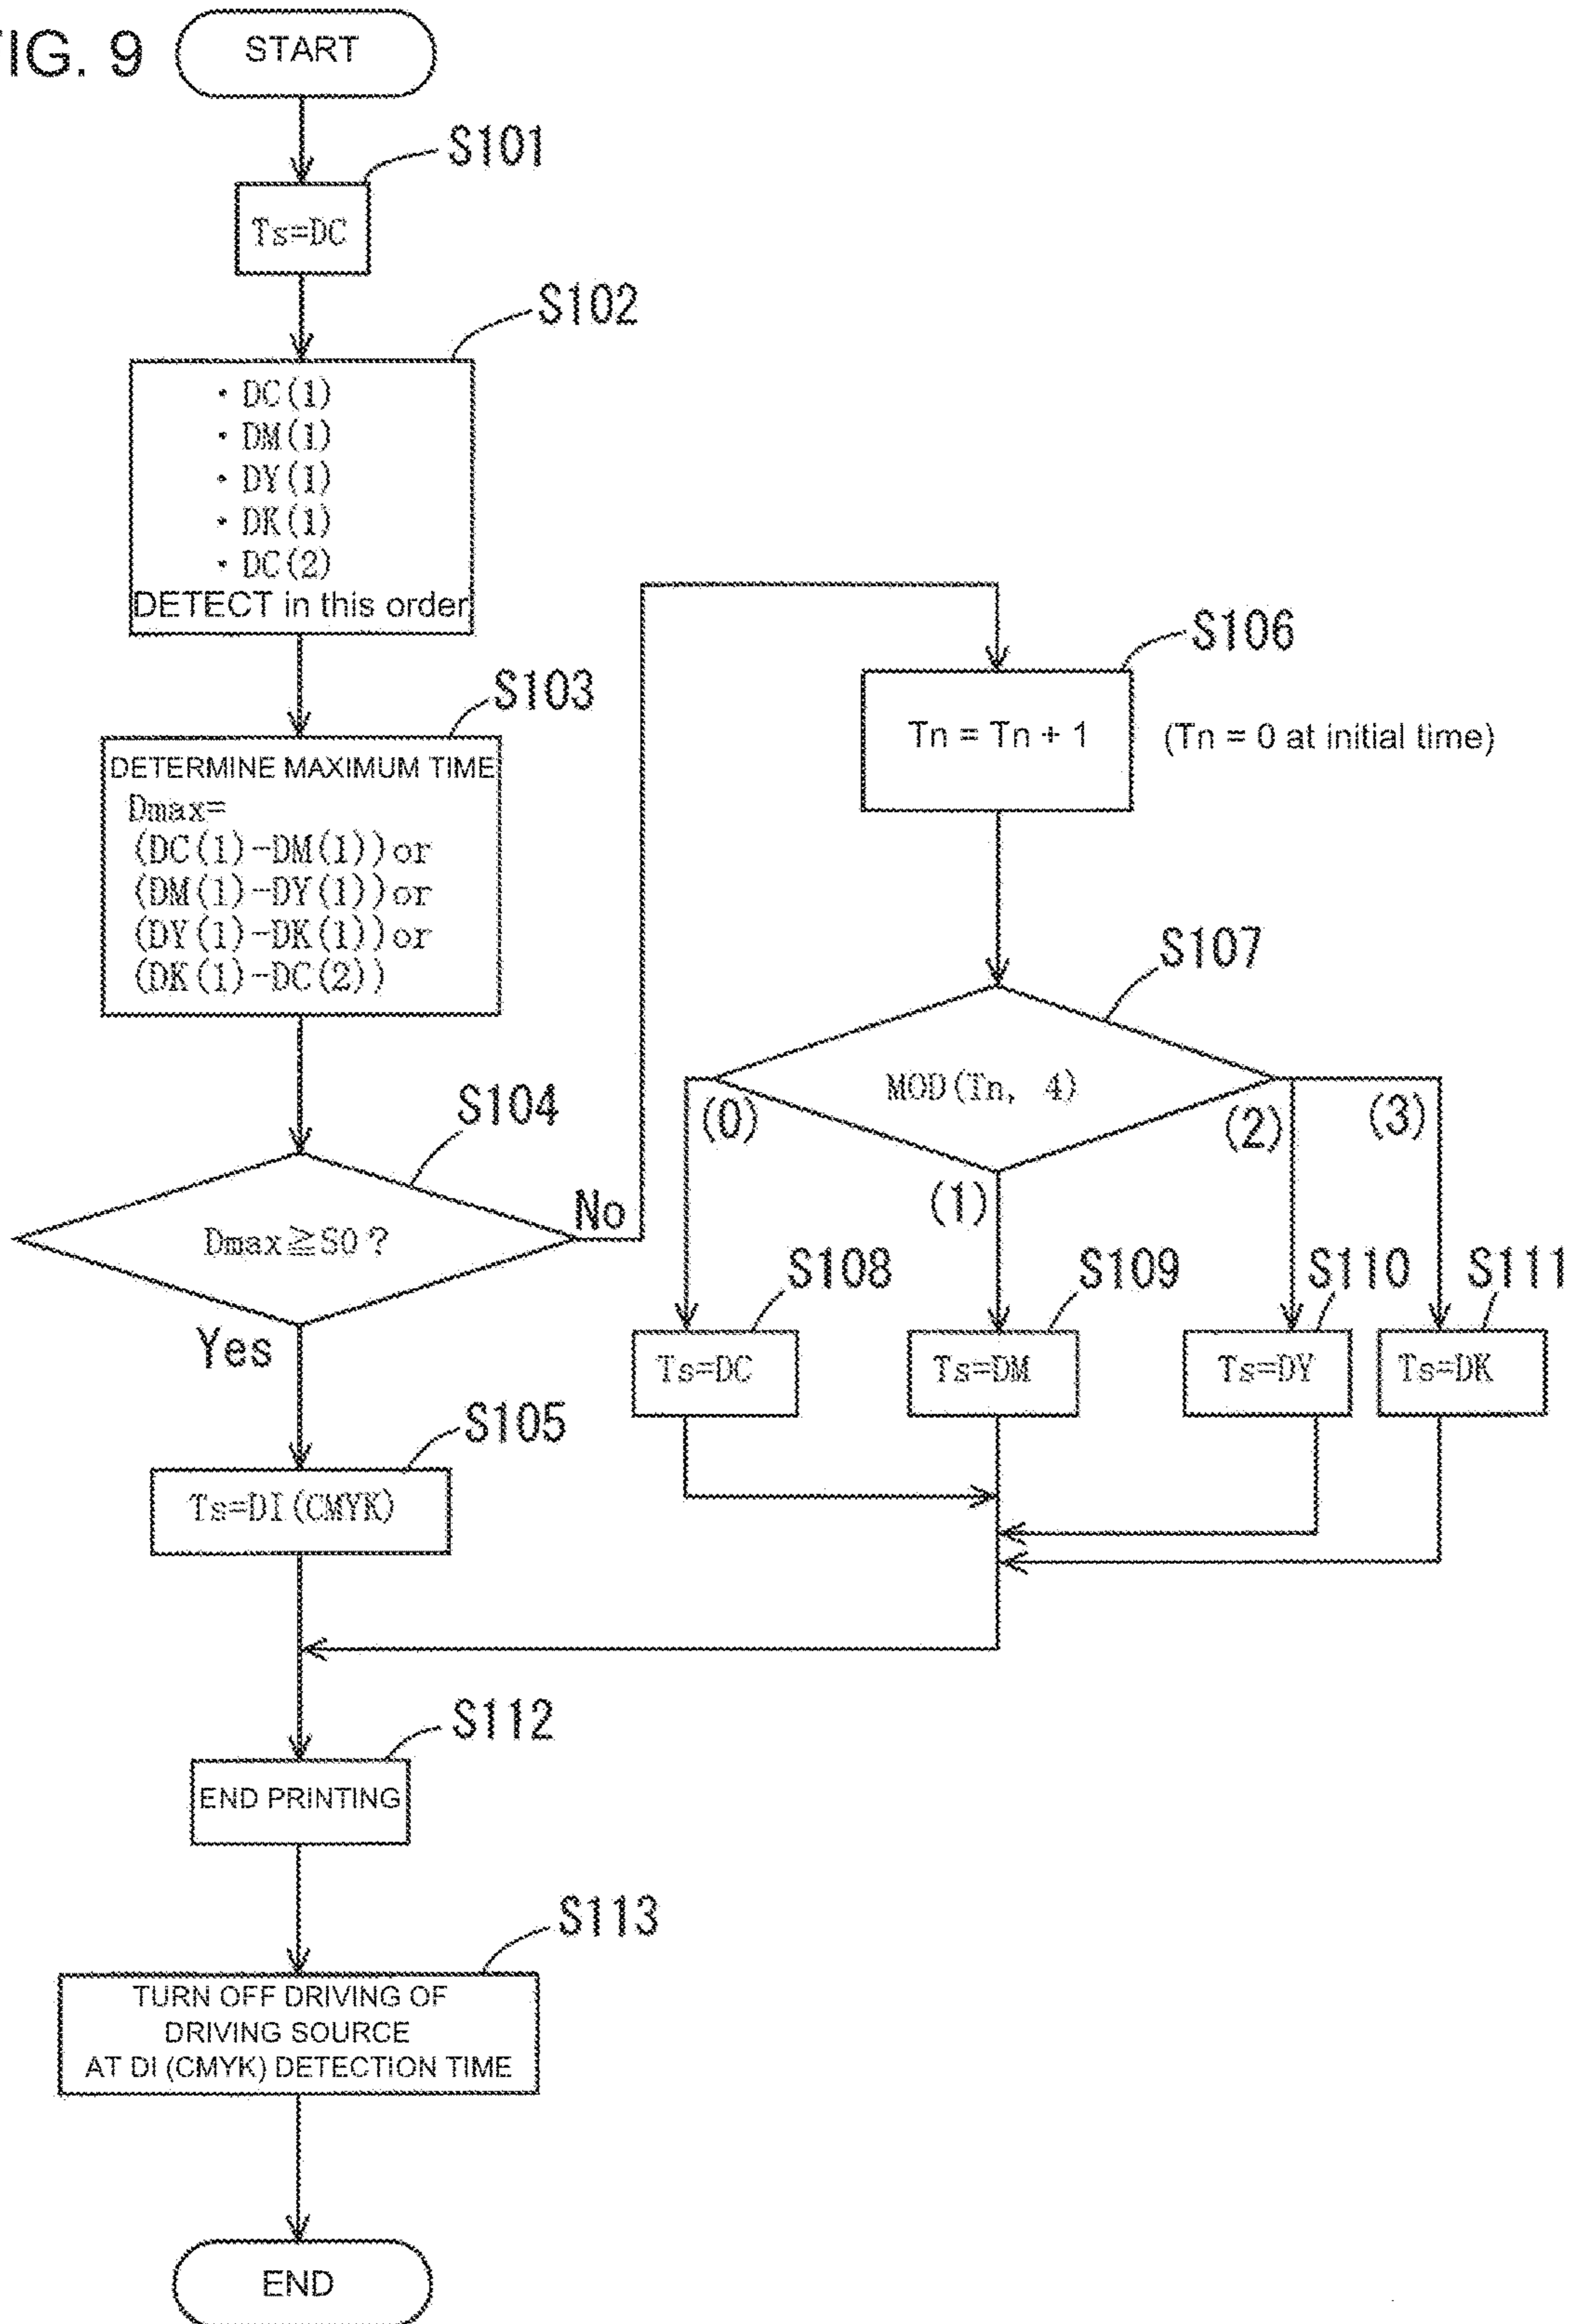 FIG. 9
START
S101
Ts=DC
S102
・DC(1)
・DM(1)
・DY(1)
・DK(1)
・DC(2)
DETECT in this order
S103
DETERMINE MAXIMUM TIME
Dmax=
(DC(1)-DM(1))or
(DM(1)-DY(1))or
(DY(1)-DK(1))or
(DK(1)-DC(2))
S104
Dmax≧S0?
No
Yes
S105
Ts=DI(CMYK)
S106
Tn = Tn + 1
(Tn = 0 at initial time)
S107
MOD(Tn, 4)
(0)
(1)
(2)
(3)
S108
Ts=DC
S109
Ts=DM
S110
Ts=DY
S111
Ts=DK
S112
END PRINTING
S113
TURN OFF DRIVING OF
DRIVING SOURCE
AT DI (CMYK) DETECTION TIME
END